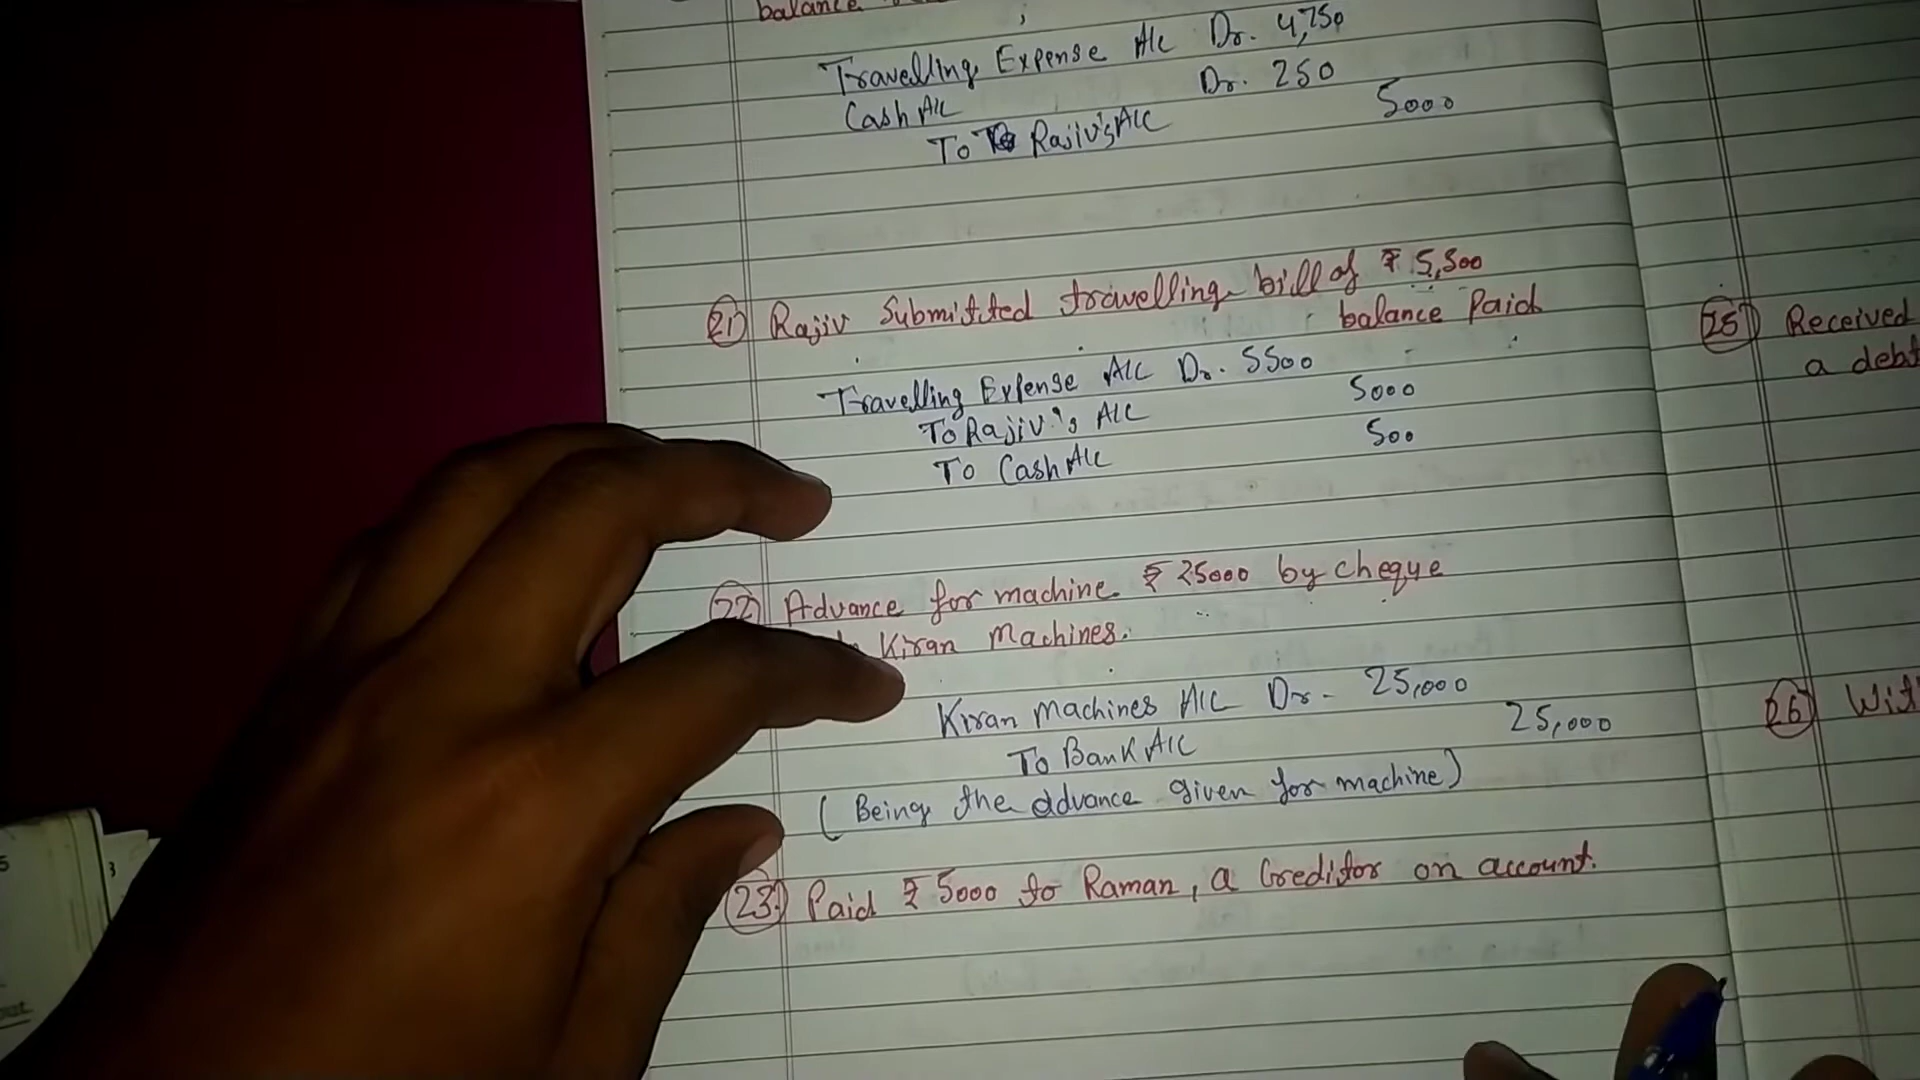 balance
Travelling Expense A/c Dr. 4,750
Cash A/c Dr. 250
To Rajiv's A/c 5000
21) Rajiv Submitted travelling bill of ₹ 5,500
balance Paid
Travelling Expense A/c Dr. 5500
To Rajiv's A/c 5000
To Cash A/c 500
22) Advance for machine ₹ 25000 by cheque
Kiran Machines.
Kiran Machines A/c Dr- 25,000
To Bank A/c 25,000
(Being the advance given for machine)
23.) Paid ₹ 5000 to Raman, a Creditor on account.
25) Received
a debt
26)
5
3